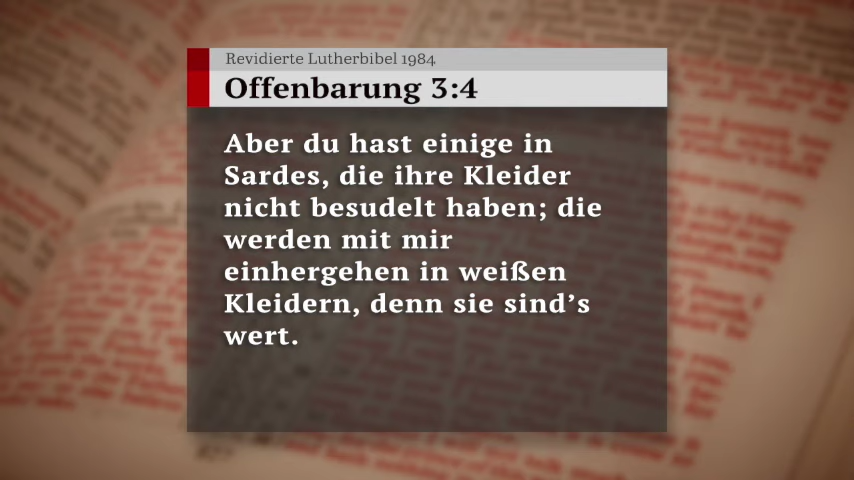 Revidierte Lutherbibel 1984
Offenbarung 3:4
Aber du hast einige in
Sardes, die ihre Kleider
nicht besudelt haben; die
werden mit mir
einhergehen in weißen
Kleidern, denn sie sind’s
wert.